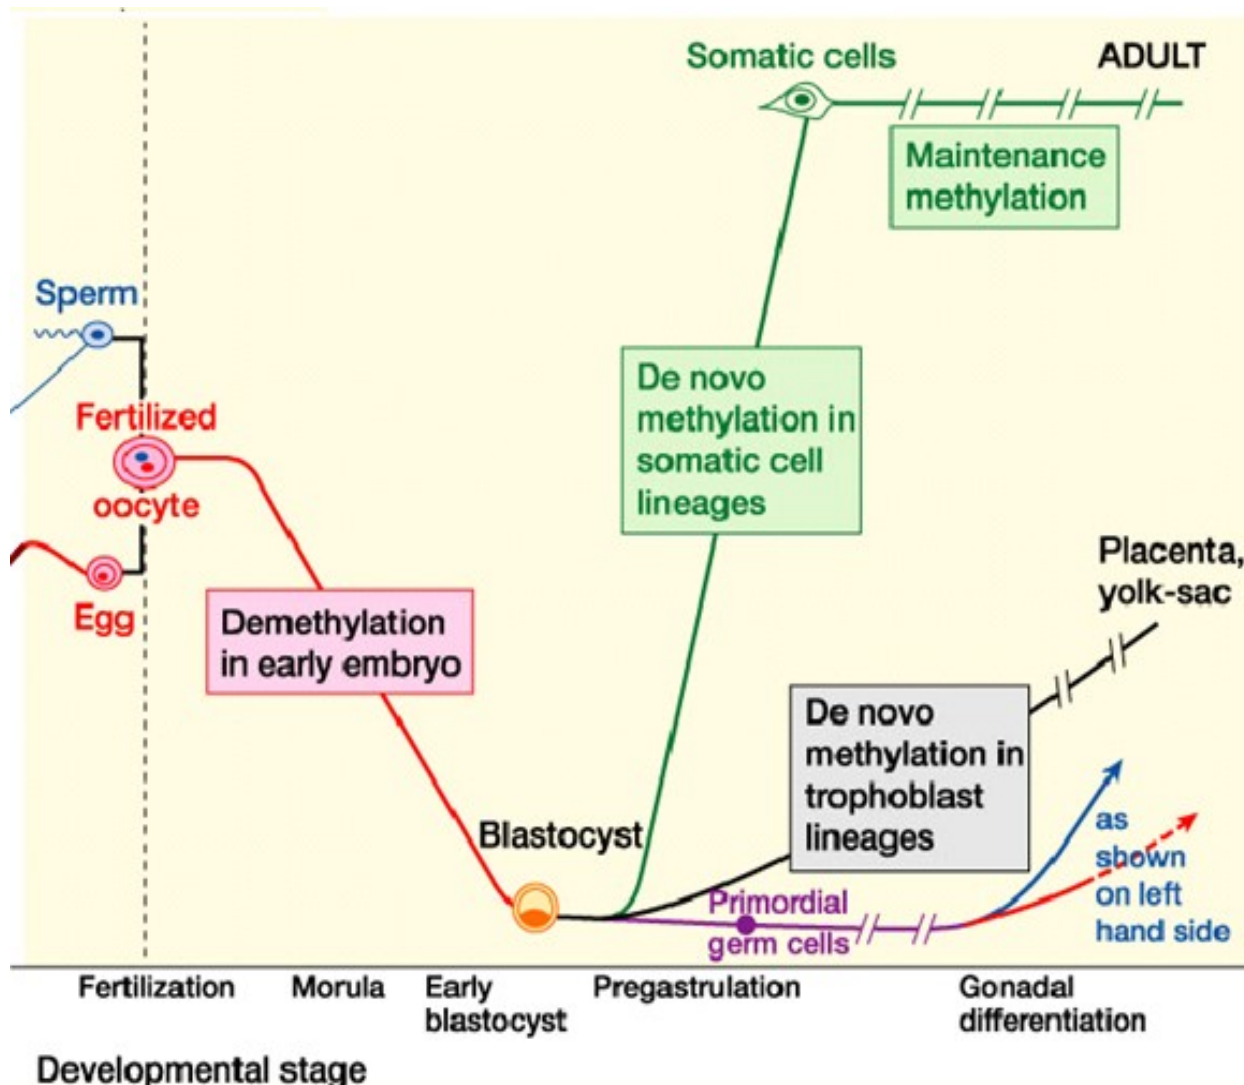 Somatic cells
ADULT
Maintenance
methylation
Sperm
De novo
methylation in
somatic cell
lineages
Fertilized
oocyte
Placenta,
yolk-sac
Egg
Demethylation
in early embryo
De novo
methylation in
trophoblast
lineages
Blastocyst
as
shown
on left
hand side
Primordial
germ cells
Fertilization
Morula
Early
blastocyst
Pregastrulation
Gonadal
differentiation
Developmental stage